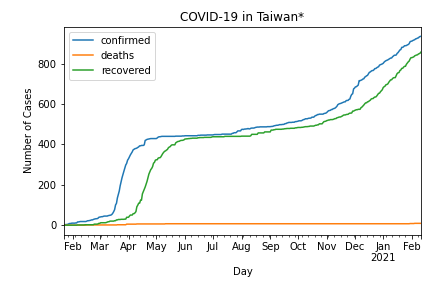 COVID-19 in Taiwan*
confirmed
deaths
recovered
Number of Cases
800
600
400
200
0
Feb Mar Apr May Jun Jul Aug Sep Oct Nov Dec Jan Feb
2021
Day